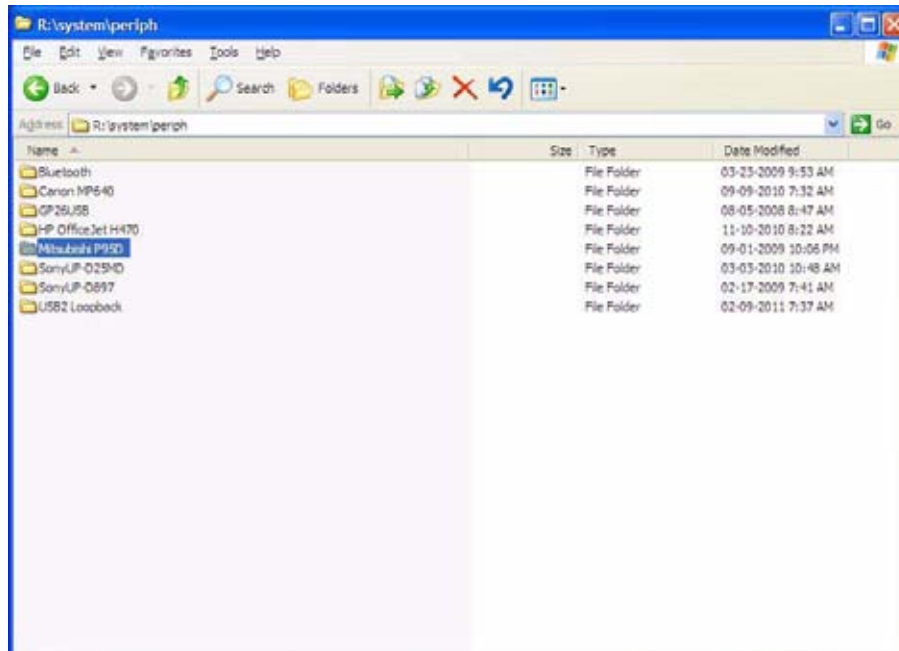 R:\system\periph
File Edit View Favorites Tools Help
Back Search Folders
Address R:\system\periph Go
Name Size Type Date Modified
Bluetooth File Folder 03-23-2009 9:53 AM
Canon MP640 File Folder 09-09-2010 7:32 AM
GP26USB File Folder 08-05-2008 8:47 AM
HP OfficeJet H470 File Folder 11-10-2010 8:22 AM
Mitsubishi P95D File Folder 09-01-2009 10:06 PM
SonyUP-D25MD File Folder 03-03-2010 10:48 AM
SonyUP-D897 File Folder 02-17-2009 7:41 AM
USB2 Loopback File Folder 02-09-2011 7:37 AM